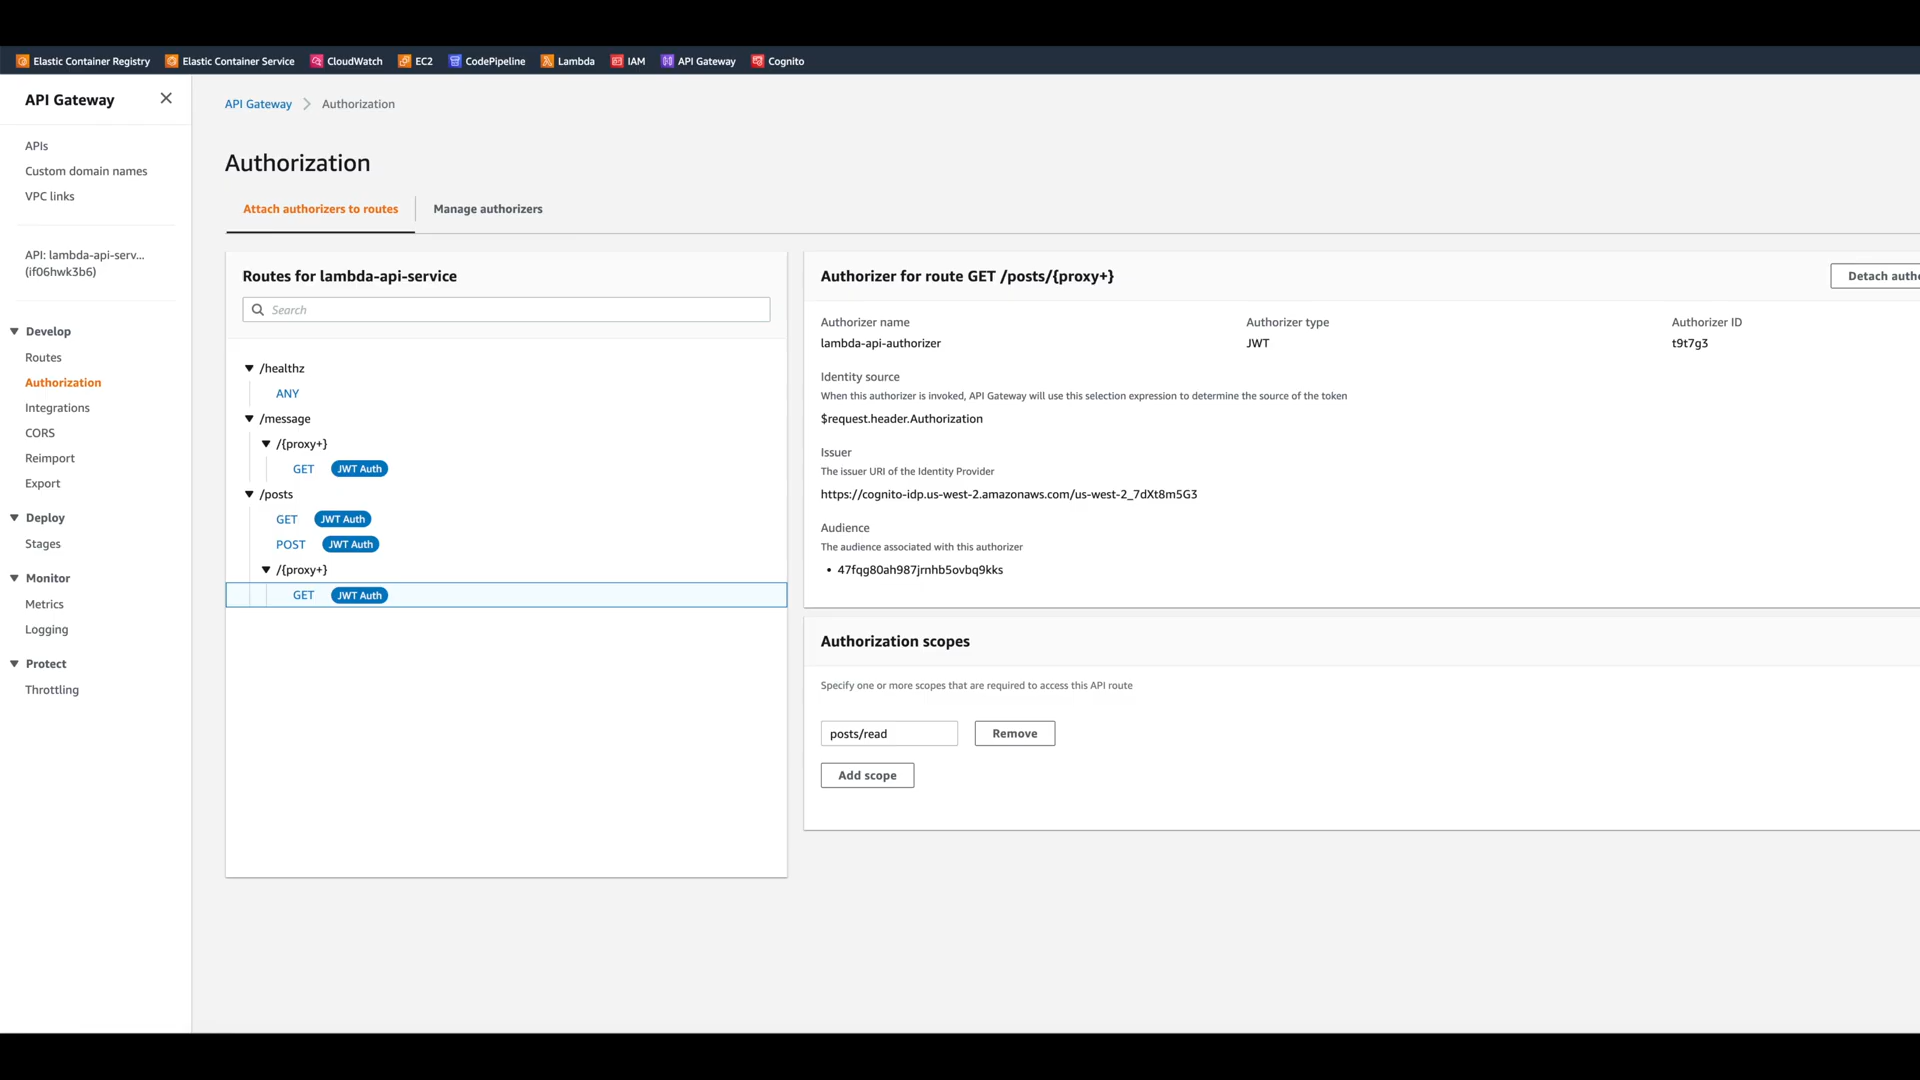 Elastic Container Registry Elastic Container Service CloudWatch EC2 CodePipeline Lambda IAM API Gateway Cognito
API Gateway
APIs
Custom domain names
VPC links
API: lambda-api-serv...
(if06hwk3b6)
Develop
Routes
Authorization
Integrations
CORS
Reimport
Export
Deploy
Stages
Monitor
Metrics
Logging
Protect
Throttling
API Gateway > Authorization
Authorization
Attach authorizers to routes
Manage authorizers
Routes for lambda-api-service
Search
/healthz
ANY
/message
/{proxy+}
GET JWT Auth
/posts
GET JWT Auth
POST JWT Auth
/{proxy+}
GET JWT Auth
Authorizer for route GET /posts/{proxy+}
Detach autho
Authorizer name
lambda-api-authorizer
Authorizer type
JWT
Authorizer ID
t9t7g3
Identity source
When this authorizer is invoked, API Gateway will use this selection expression to determine the source of the token
$request.header.Authorization
Issuer
The issuer URI of the Identity Provider
https://cognito-idp.us-west-2.amazonaws.com/us-west-2_7dXt8m5G3
Audience
The audience associated with this authorizer
• 47fqg80ah987jrnhb5ovbq9kks
Authorization scopes
Specify one or more scopes that are required to access this API route
posts/read
Remove
Add scope